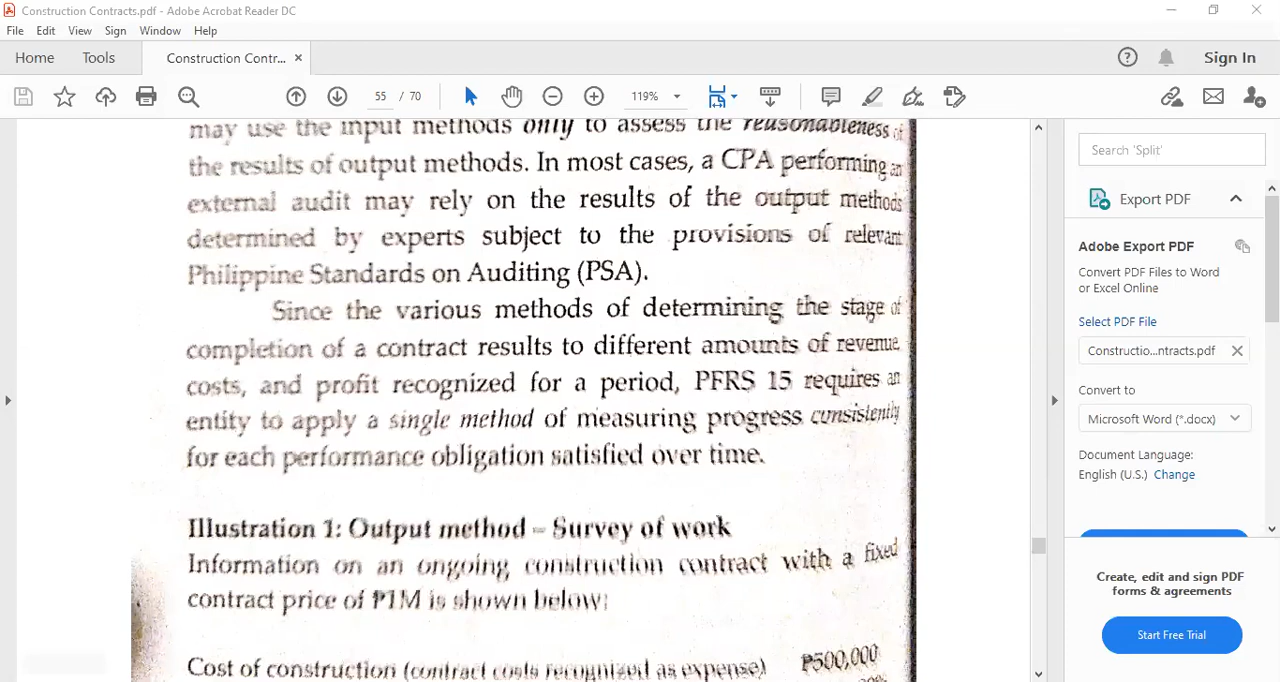 Construction Contracts.pdf - Adobe Acrobat Reader DC
File Edit View Sign Window Help
Home Tools Construction Contr... × Sign In
55 / 70 119%
may use the input methods only to assess the reasonableness of
the results of output methods. In most cases, a CPA performing an
external audit may rely on the results of the output methods
determined by experts subject to the provisions of relevant
Philippine Standards on Auditing (PSA).
Since the various methods of determining the stage of
completion of a contract results to different amounts of revenue
costs, and profit recognized for a period, PFRS 15 requires an
entity to apply a single method of measuring progress consistently
for each performance obligation satisfied over time.
Illustration 1: Output method – Survey of work
Information on an ongoing construction contract with a fixed
contract price of ₱1M is shown below:
Cost of construction (contract costs recognized as expense) ₱500,000
Search 'Split'
Export PDF
Adobe Export PDF
Convert PDF Files to Word
or Excel Online
Select PDF File
Constructio...ntracts.pdf
Convert to
Microsoft Word (*.docx)
Document Language:
English (U.S.) Change
Create, edit and sign PDF
forms & agreements
Start Free Trial